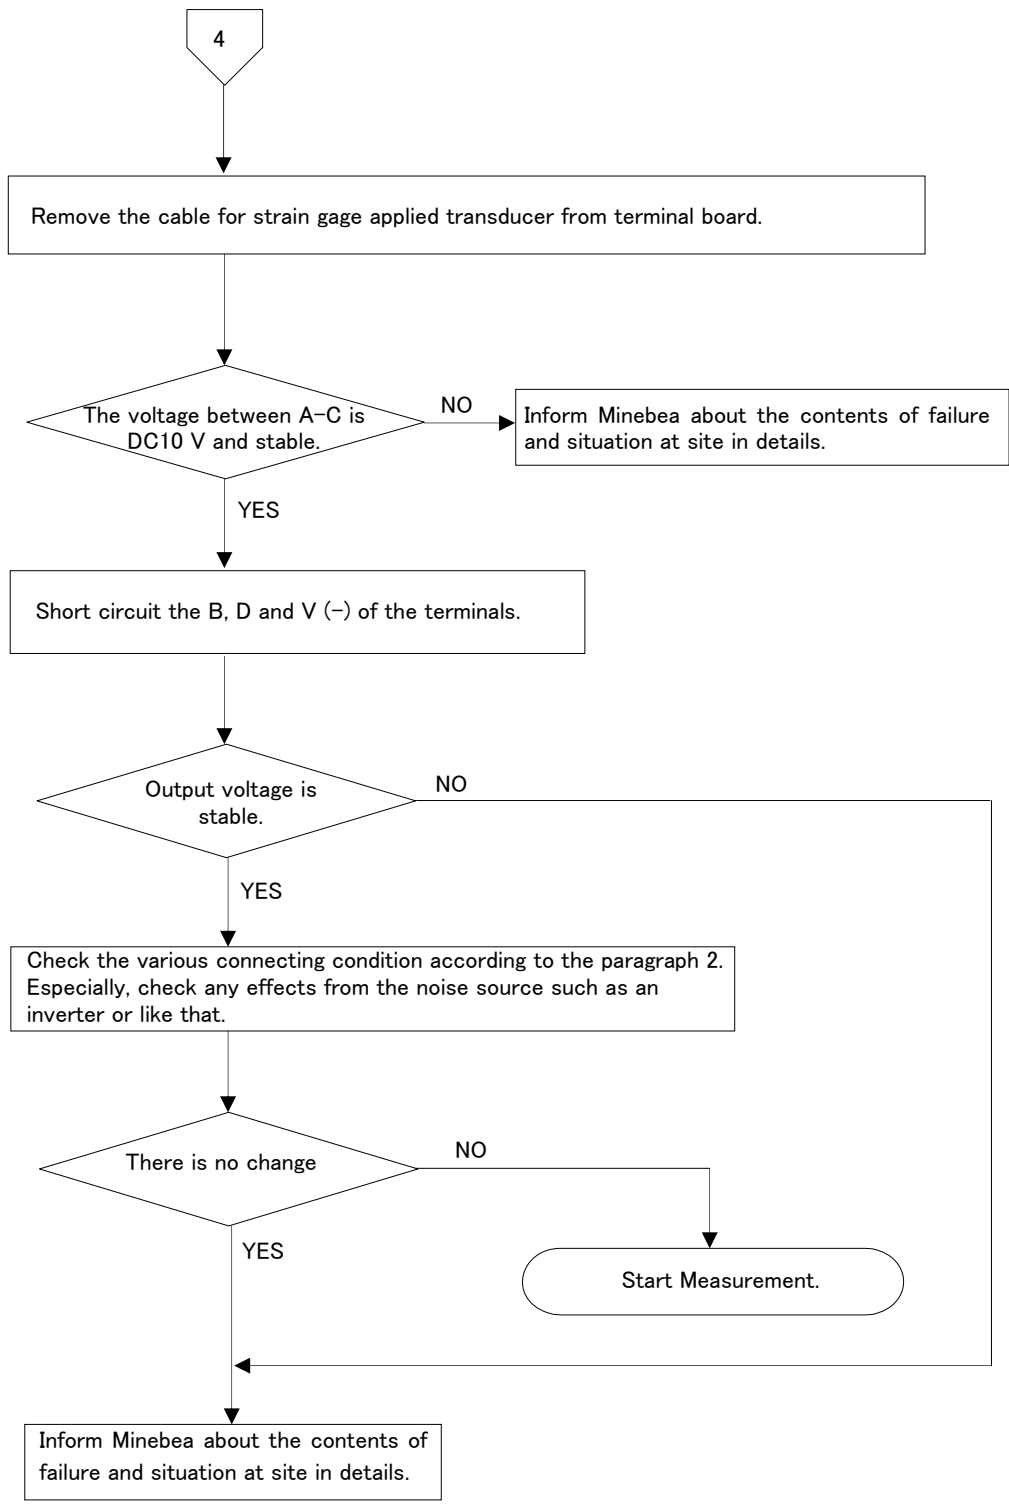 4
Remove the cable for strain gage applied transducer from terminal board.
The voltage between A-C is
DC10 V and stable.
NO
Inform Minebea about the contents of failure
and situation at site in details.
YES
Short circuit the B, D and V (-) of the terminals.
Output voltage is
stable.
NO
YES
Check the various connecting condition according to the paragraph 2.
Especially, check any effects from the noise source such as an
inverter or like that.
There is no change
NO
YES
Start Measurement.
Inform Minebea about the contents of
failure and situation at site in details.